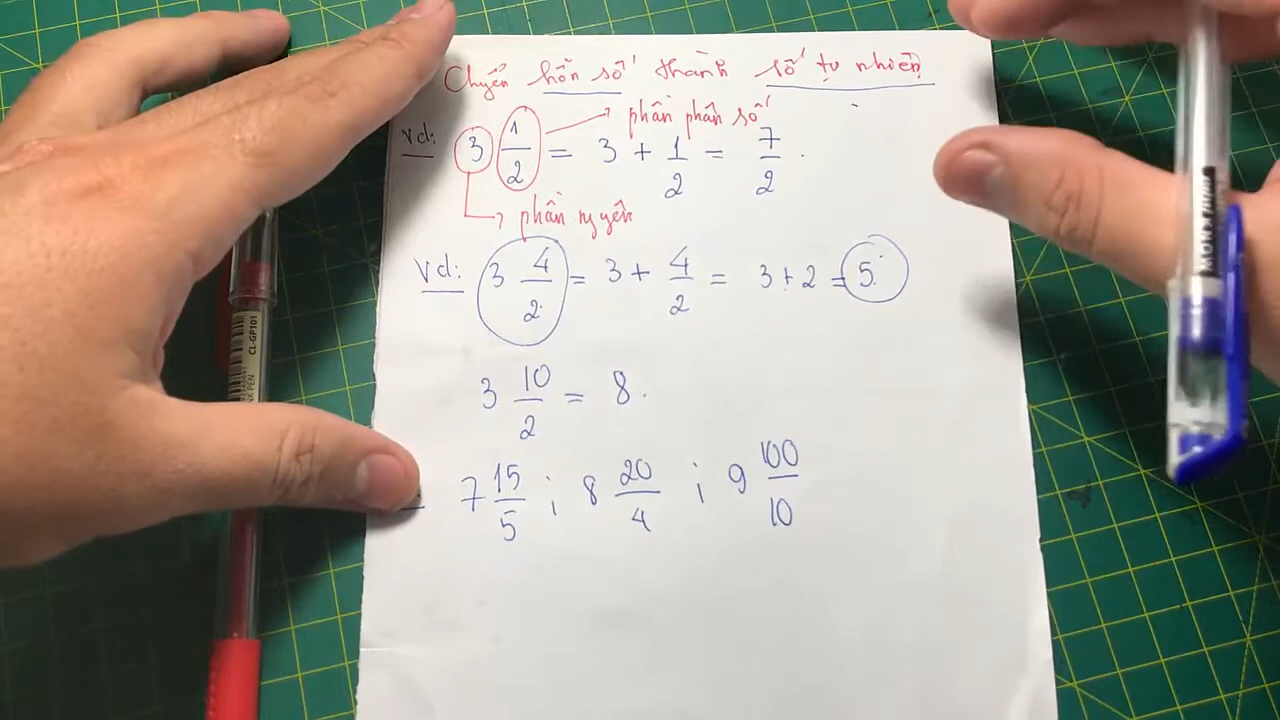 Chuyển hỗn số thành số tự nhiên
phần phân số
Vd: 3 1/2 = 3 + 1/2 = 7/2.
phần nguyên
Vd: 3 4/2 = 3 + 4/2 = 3 + 2 = 5.
3 10/2 = 8.
7 15/5 ; 8 20/4 ; 9 100/10
CL-GP101